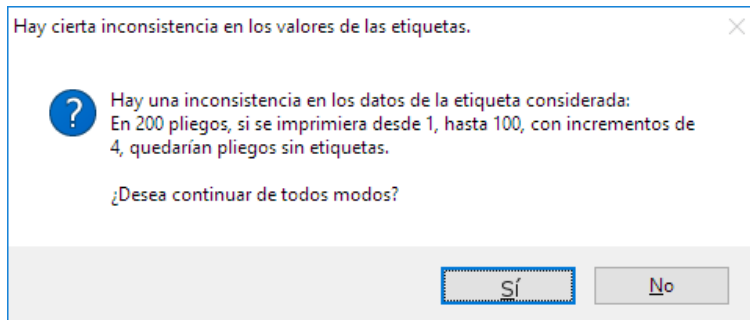 Hay cierta inconsistencia en los valores de las etiquetas.
Hay una inconsistencia en los datos de la etiqueta considerada:
En 200 pliegos, si se imprimiera desde 1, hasta 100, con incrementos de
4, quedarían pliegos sin etiquetas.
¿Desea continuar de todos modos?
Sí
No